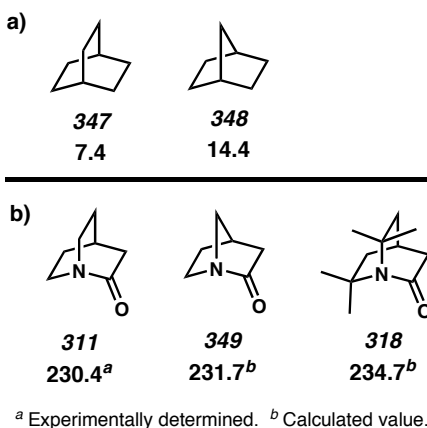 a)
347 348
7.4 14.4
b)
N N N
O O O
311 349 318
230.4a 231.7b 234.7b
a Experimentally determined. b Calculated value.